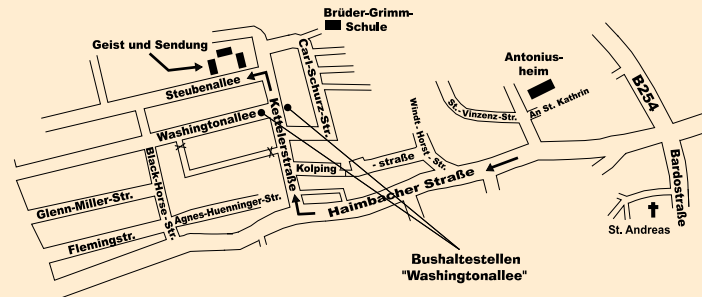 Brüder-Grimm-
Schule
Geist und Sendung
Carl-Schurz-Str.
Antonius-
heim
Steubenallee
B254
An St. Kathrin
St.-Vinzenz-Str.
Washingtonallee
Kettelerstraße
Windt-Horst-Str.
Black-Horse-Str.
Kolping
-straße
Bardostraße
Haimbacher Straße
Glenn-Miller-Str.
Agnes-Huenninger-Str.
Flemingstr.
St. Andreas
Bushaltestellen
"Washingtonallee"